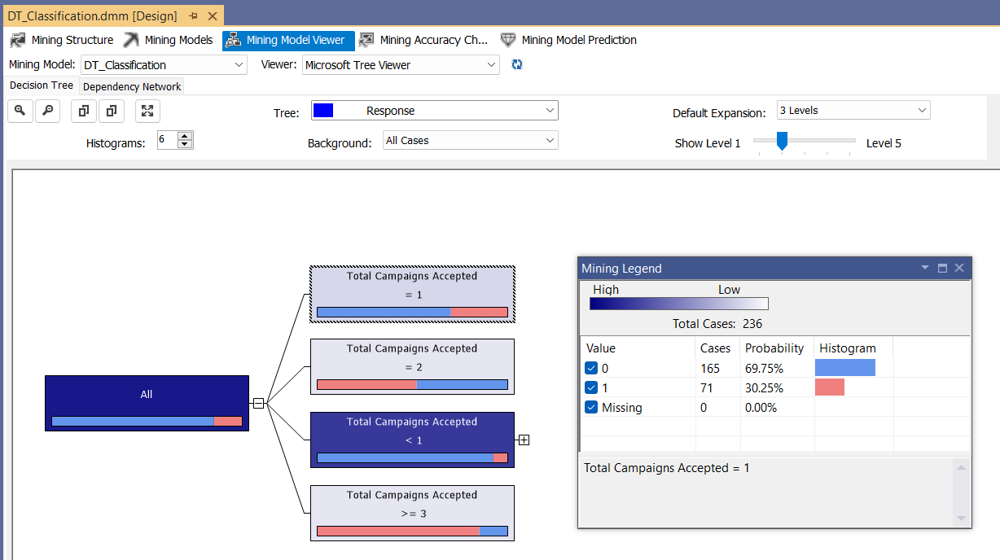 DT_Classification.dmm [Design]
Mining Structure Mining Models Mining Model Viewer Mining Accuracy Ch... Mining Model Prediction
Mining Model: DT_Classification Viewer: Microsoft Tree Viewer
Decision Tree Dependency Network
Tree: Response Default Expansion: 3 Levels
Histograms: 6 Background: All Cases Show Level 1 Level 5
Total Campaigns Accepted
= 1
Total Campaigns Accepted
= 2
All
Total Campaigns Accepted
< 1
Total Campaigns Accepted
>= 3
Mining Legend
High Low
Total Cases: 236
Value Cases Probability Histogram
0 165 69.75%
1 71 30.25%
Missing 0 0.00%
Total Campaigns Accepted = 1